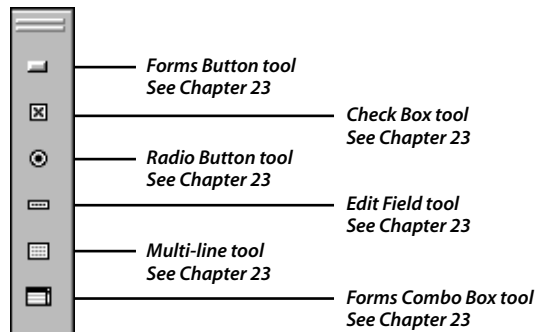 Forms Button tool
See Chapter 23
Check Box tool
See Chapter 23
Radio Button tool
See Chapter 23
Edit Field tool
See Chapter 23
Multi-line tool
See Chapter 23
Forms Combo Box tool
See Chapter 23